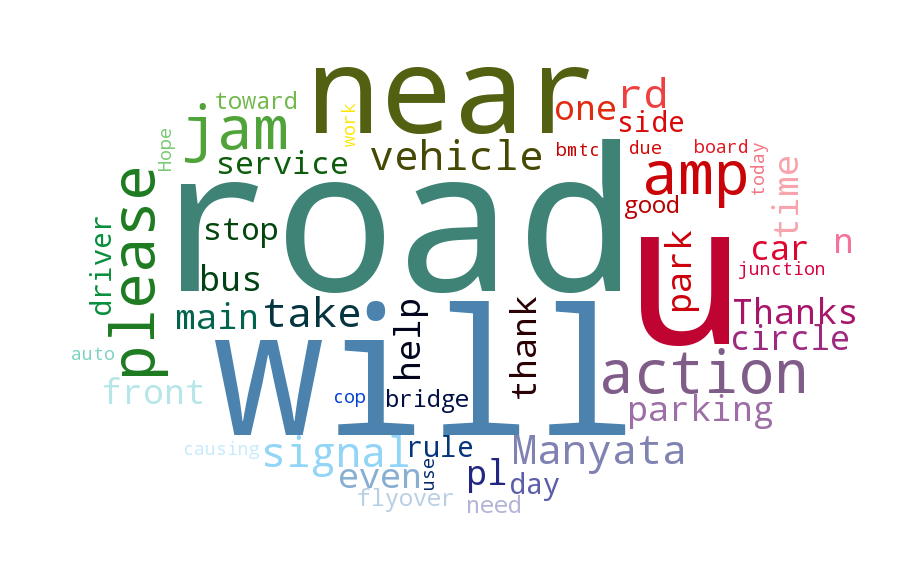 near
toward
one
rd
jam
work
side
Hope
service
vehicle
bmtc
due
board
today
road
amp
time
please
stop
good
u
park
car
n
driver
bus
junction
main
take
will
help
thank
Thanks
circle
auto
front
cop
bridge
action
parking
causing
signal
rule
Manyata
even
use
pl
day
flyover
need